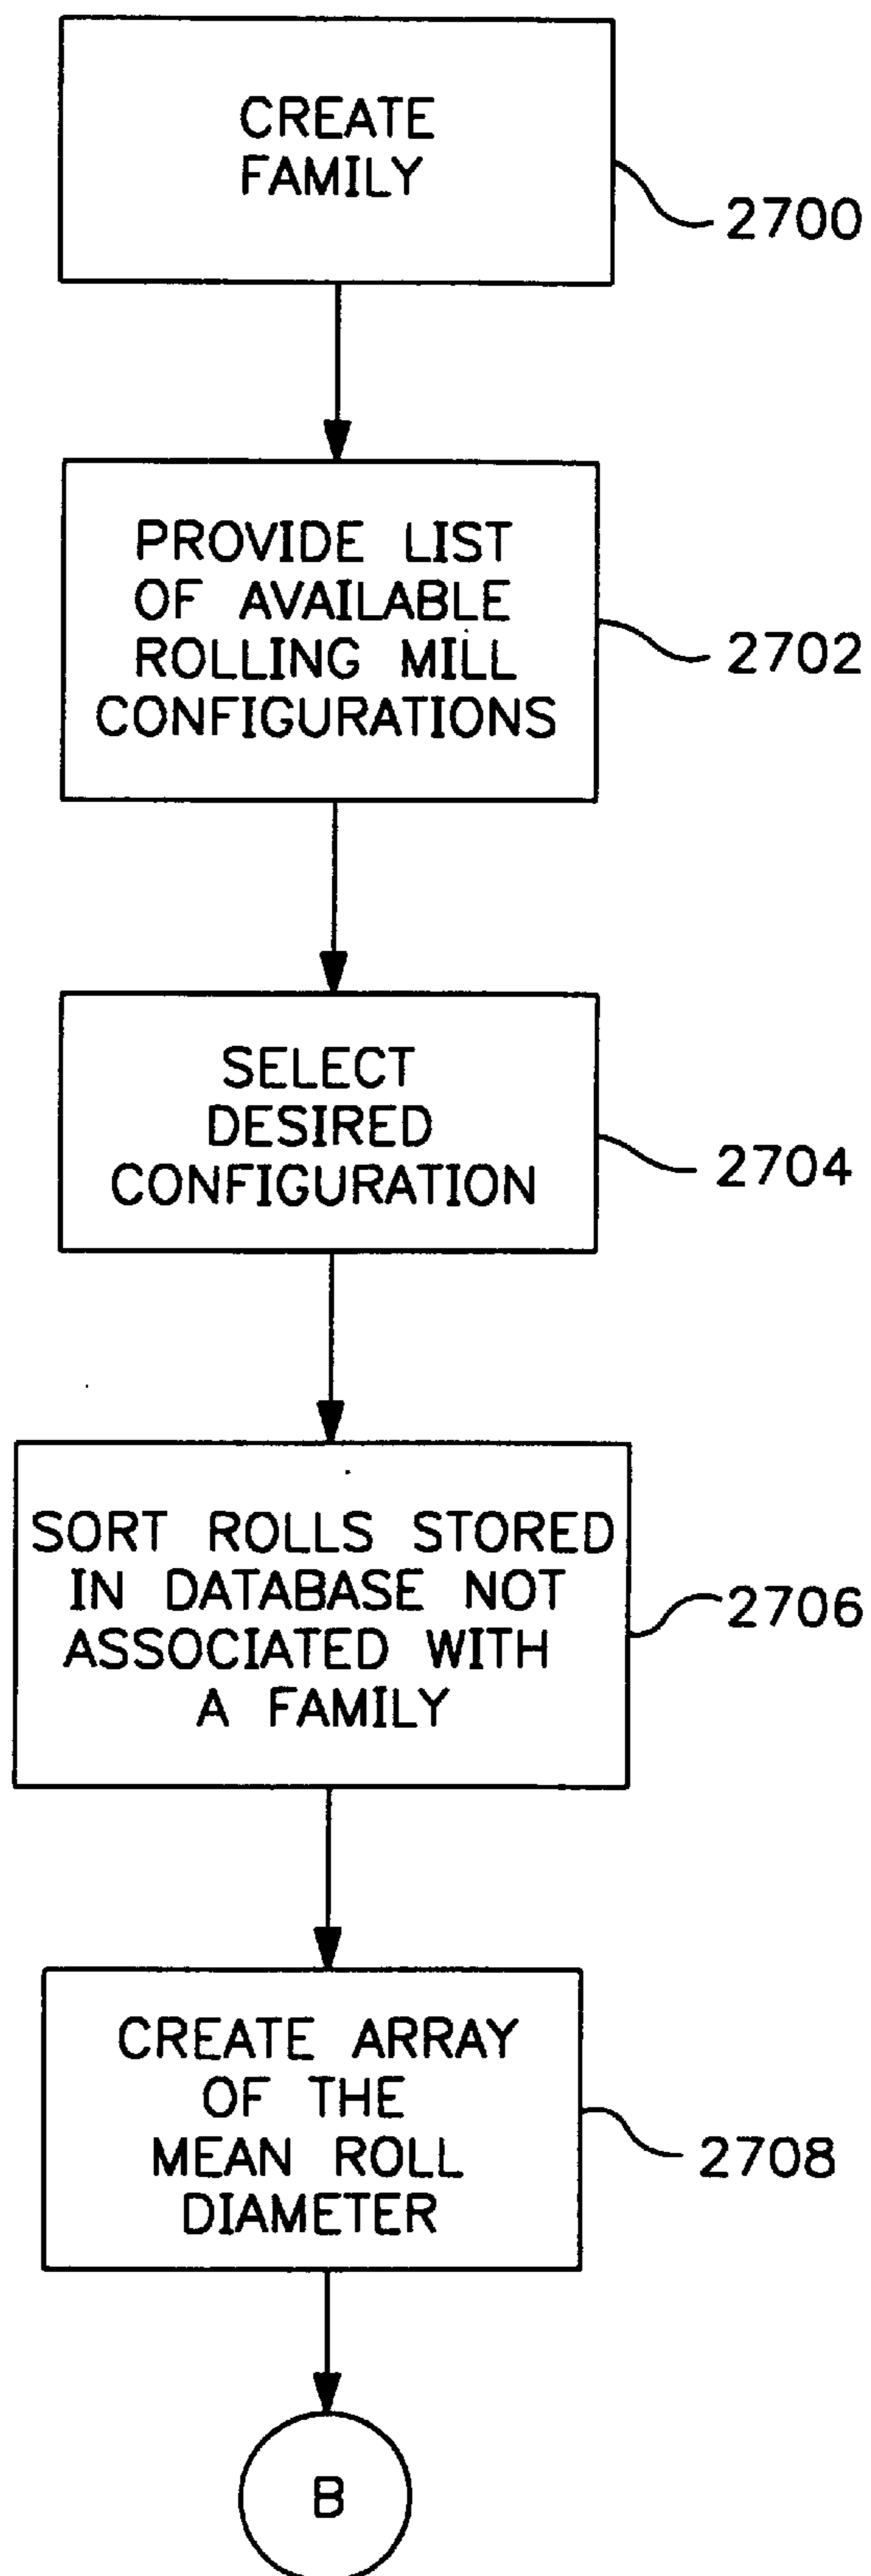 CREATE
FAMILY
2700
PROVIDE LIST
OF AVAILABLE
ROLLING MILL
CONFIGURATIONS
2702
SELECT
DESIRED
CONFIGURATION
2704
SORT ROLLS STORED
IN DATABASE NOT
ASSOCIATED WITH
A FAMILY
2706
CREATE ARRAY
OF THE
MEAN ROLL
DIAMETER
2708
B